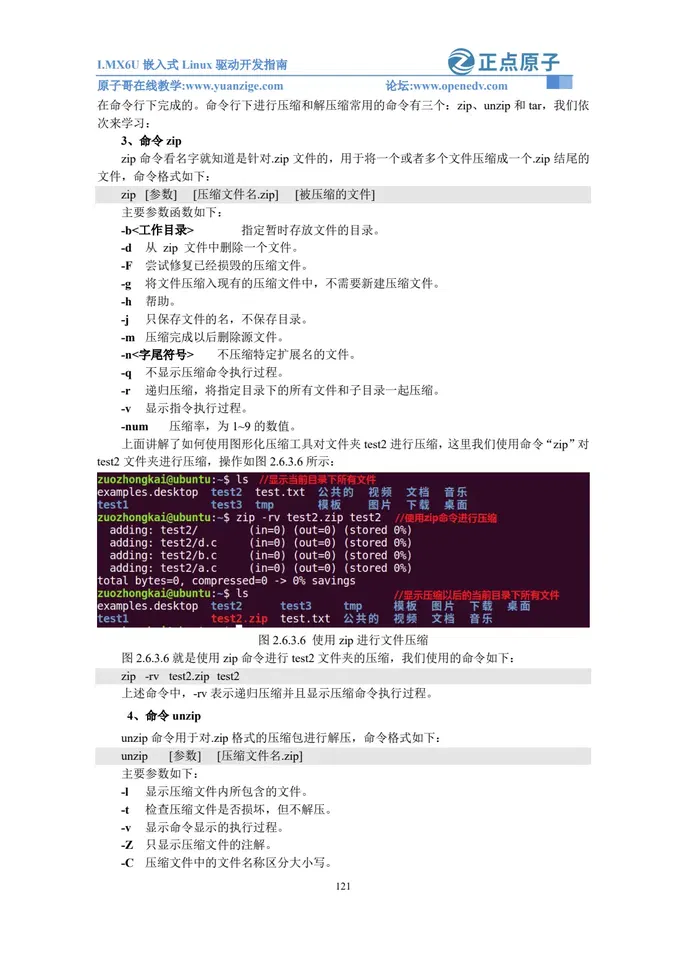 I.MX6U 嵌入式 Linux 驱动开发指南
正点原子
原子哥在线教学:www.yuanzige.com 论坛:www.openedv.com
在命令行下完成的。命令行下进行压缩和解压缩常用的命令有三个：zip、unzip 和 tar，我们依
次来学习：
3、命令 zip
zip 命令看名字就知道是针对.zip 文件的，用于将一个或者多个文件压缩成一个.zip 结尾的
文件，命令格式如下：
zip [参数] [压缩文件名.zip] [被压缩的文件]
主要参数函数如下：
-b<工作目录> 指定暂时存放文件的目录。
-d 从 zip 文件中删除一个文件。
-F 尝试修复已经损毁的压缩文件。
-g 将文件压缩入现有的压缩文件中，不需要新建压缩文件。
-h 帮助。
-j 只保存文件的名，不保存目录。
-m 压缩完成以后删除源文件。
-n<字尾符号> 不压缩特定扩展名的文件。
-q 不显示压缩命令执行过程。
-r 递归压缩，将指定目录下的所有文件和子目录一起压缩。
-v 显示指令执行过程。
-num 压缩率，为 1~9 的数值。
上面讲解了如何使用图形化压缩工具对文件夹 test2 进行压缩，这里我们使用命令“zip”对
test2 文件夹进行压缩，操作如图 2.6.3.6 所示：
zuozhongkai@ubuntu:~$ ls //显示当前目录下所有文件
examples.desktop test2 test.txt 公共的 视频 文档 音乐
test1 test3 tmp 模板 图片 下载 桌面
zuozhongkai@ubuntu:~$ zip -rv test2.zip test2 //使用zip命令进行压缩
adding: test2/ (in=0) (out=0) (stored 0%)
adding: test2/d.c (in=0) (out=0) (stored 0%)
adding: test2/b.c (in=0) (out=0) (stored 0%)
adding: test2/a.c (in=0) (out=0) (stored 0%)
total bytes=0, compressed=0 -> 0% savings
zuozhongkai@ubuntu:~$ ls //显示压缩以后的当前目录下所有文件
examples.desktop test2 test3 tmp 模板 图片 下载 桌面
test1 test2.zip test.txt 公共的 视频 文档 音乐
图 2.6.3.6 使用 zip 进行文件压缩
图 2.6.3.6 就是使用 zip 命令进行 test2 文件夹的压缩，我们使用的命令如下：
zip -rv test2.zip test2
上述命令中，-rv 表示递归压缩并且显示压缩命令执行过程。
4、命令 unzip
unzip 命令用于对.zip 格式的压缩包进行解压，命令格式如下：
unzip [参数] [压缩文件名.zip]
主要参数如下：
-l 显示压缩文件内所包含的文件。
-t 检查压缩文件是否损坏，但不解压。
-v 显示命令显示的执行过程。
-Z 只显示压缩文件的注解。
-C 压缩文件中的文件名称区分大小写。
121